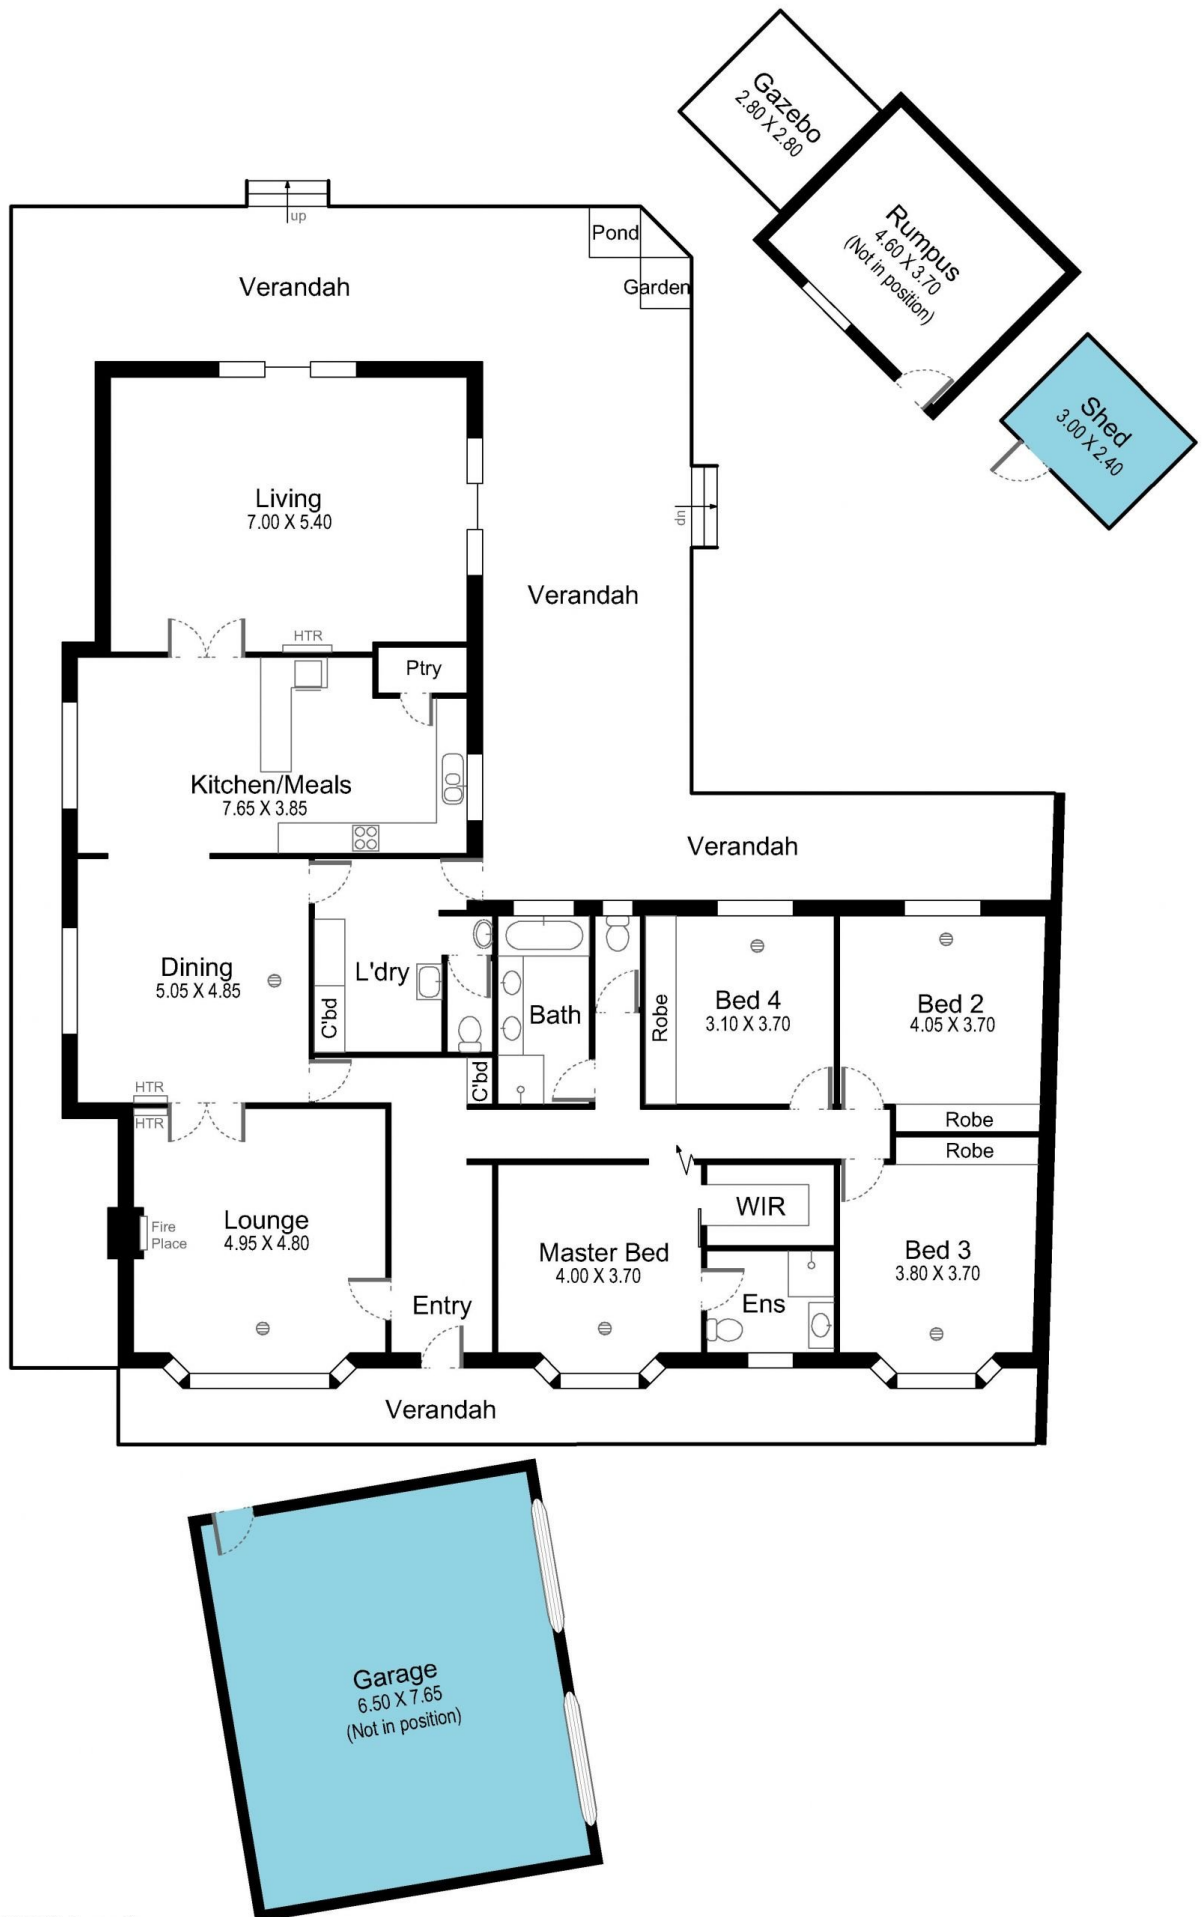 Gazebo
2.80 X 2.80
Rumpus
4.60 X 3.70
(Not in position)
up
Pond
Garden
Verandah
Shed
3.00 X 2.40
Living
7.00 X 5.40
dn
Verandah
HTR
Ptry
Kitchen/Meals
7.65 X 3.85
Verandah
Dining
5.05 X 4.85
L'dry
C'bd
Bath
Robe
Bed 4
3.10 X 3.70
Bed 2
4.05 X 3.70
C'bd
HTR
HTR
Robe
Robe
Fire
Place
Lounge
4.95 X 4.80
WIR
Master Bed
4.00 X 3.70
Bed 3
3.80 X 3.70
Entry
Ens
Verandah
Garage
6.50 X 7.65
(Not in position)